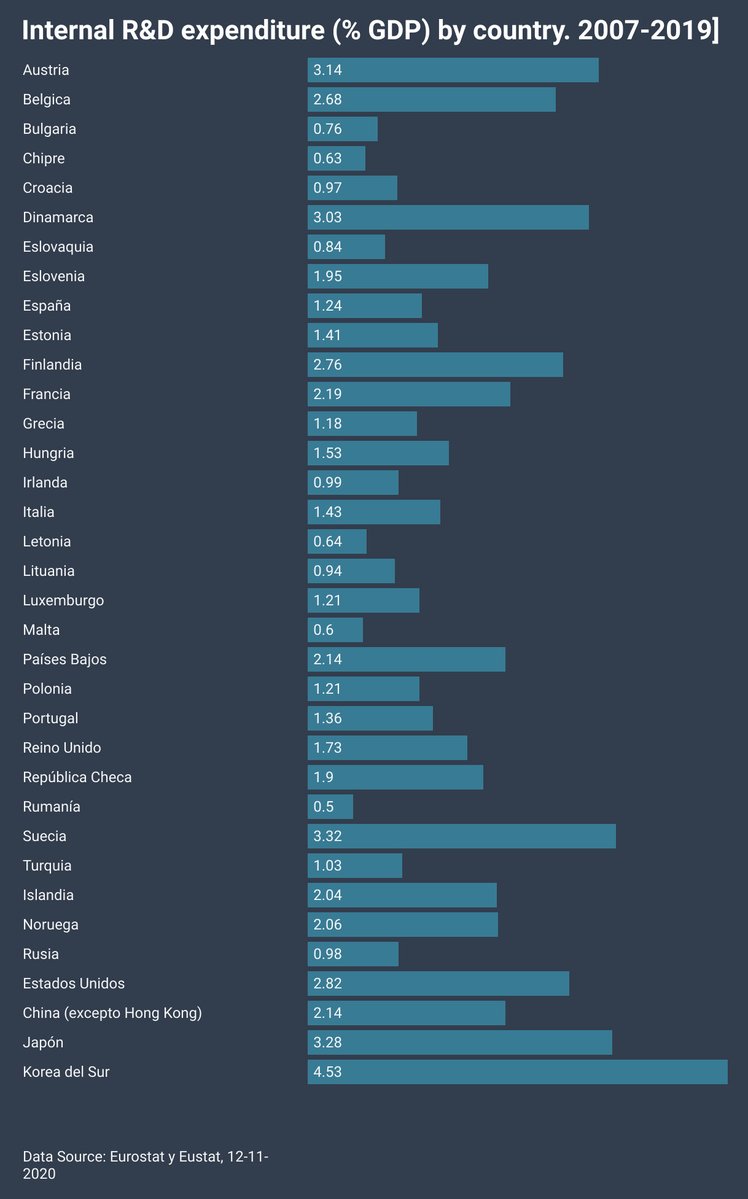 Internal R&D expenditure (% GDP) by country. 2007-2019]
Austria 3.14
Belgica 2.68
Bulgaria 0.76
Chipre 0.63
Croacia 0.97
Dinamarca 3.03
Eslovaquia 0.84
Eslovenia 1.95
España 1.24
Estonia 1.41
Finlandia 2.76
Francia 2.19
Grecia 1.18
Hungria 1.53
Irlanda 0.99
Italia 1.43
Letonia 0.64
Lituania 0.94
Luxemburgo 1.21
Malta 0.6
Países Bajos 2.14
Polonia 1.21
Portugal 1.36
Reino Unido 1.73
República Checa 1.9
Rumanía 0.5
Suecia 3.32
Turquia 1.03
Islandia 2.04
Noruega 2.06
Rusia 0.98
Estados Unidos 2.82
China (excepto Hong Kong) 2.14
Japón 3.28
Korea del Sur 4.53
Data Source: Eurostat y Eustat, 12-11-
2020